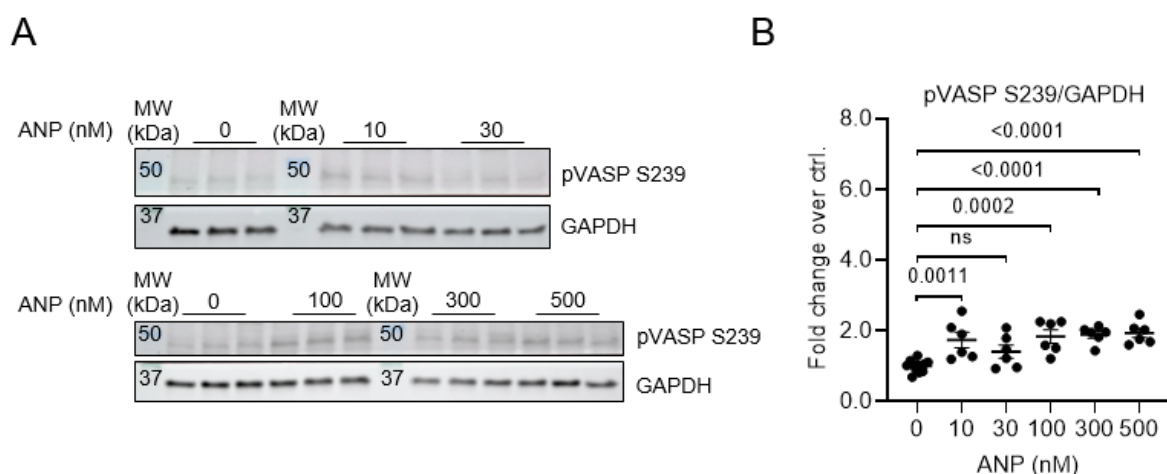 A
MW
(kDa)
MW
(kDa)
ANP (nM)
0
10
30
50
50
pVASP S239
37
37
GAPDH
MW
(kDa)
MW
(kDa)
ANP (nM)
0
100
300
500
50
50
pVASP S239
37
37
GAPDH
B
pVASP S239/GAPDH
Fold change over ctrl.
8.0
6.0
4.0
2.0
0.0
<0.0001
<0.0001
0.0002
ns
0.0011
0 10 30 100 300 500
ANP (nM)